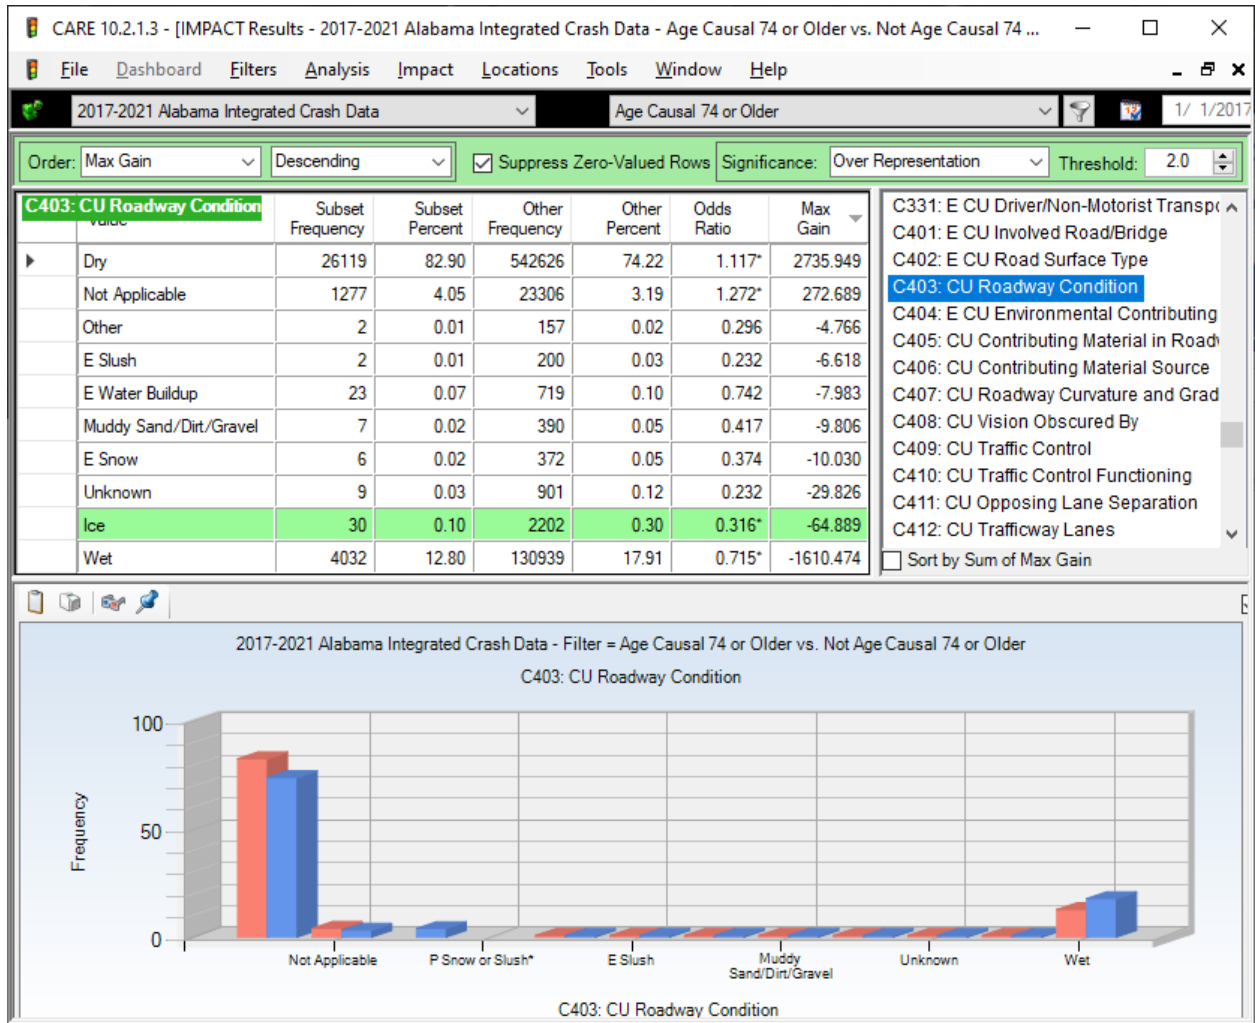 CARE 10.2.1.3 - [IMPACT Results - 2017-2021 Alabama Integrated Crash Data - Age Causal 74 or Older vs. Not Age Causal 74 ...
File Dashboard Filters Analysis Impact Locations Tools Window Help
2017-2021 Alabama Integrated Crash Data Age Causal 74 or Older 1/ 1/2017
Order: Max Gain Descending Suppress Zero-Valued Rows Significance: Over Representation Threshold: 2.0
C403: CU Roadway Condition
Value Subset Frequency Subset Percent Other Frequency Other Percent Odds Ratio Max Gain
Dry 26119 82.90 542626 74.22 1.117* 2735.949
Not Applicable 1277 4.05 23306 3.19 1.272* 272.689
Other 2 0.01 157 0.02 0.296 -4.766
E Slush 2 0.01 200 0.03 0.232 -6.618
E Water Buildup 23 0.07 719 0.10 0.742 -7.983
Muddy Sand/Dirt/Gravel 7 0.02 390 0.05 0.417 -9.806
E Snow 6 0.02 372 0.05 0.374 -10.030
Unknown 9 0.03 901 0.12 0.232 -29.826
Ice 30 0.10 2202 0.30 0.316* -64.889
Wet 4032 12.80 130939 17.91 0.715* -1610.474
C331: E CU Driver/Non-Motorist Transpo
C401: E CU Involved Road/Bridge
C402: E CU Road Surface Type
C403: CU Roadway Condition
C404: E CU Environmental Contributing
C405: CU Contributing Material in Roadw
C406: CU Contributing Material Source
C407: CU Roadway Curvature and Grad
C408: CU Vision Obscured By
C409: CU Traffic Control
C410: CU Traffic Control Functioning
C411: CU Opposing Lane Separation
C412: CU Trafficway Lanes
Sort by Sum of Max Gain
2017-2021 Alabama Integrated Crash Data - Filter = Age Causal 74 or Older vs. Not Age Causal 74 or Older
C403: CU Roadway Condition
100
50
0
Frequency
Not Applicable P Snow or Slush* E Slush Muddy Sand/Dirt/Gravel Unknown Wet
C403: CU Roadway Condition